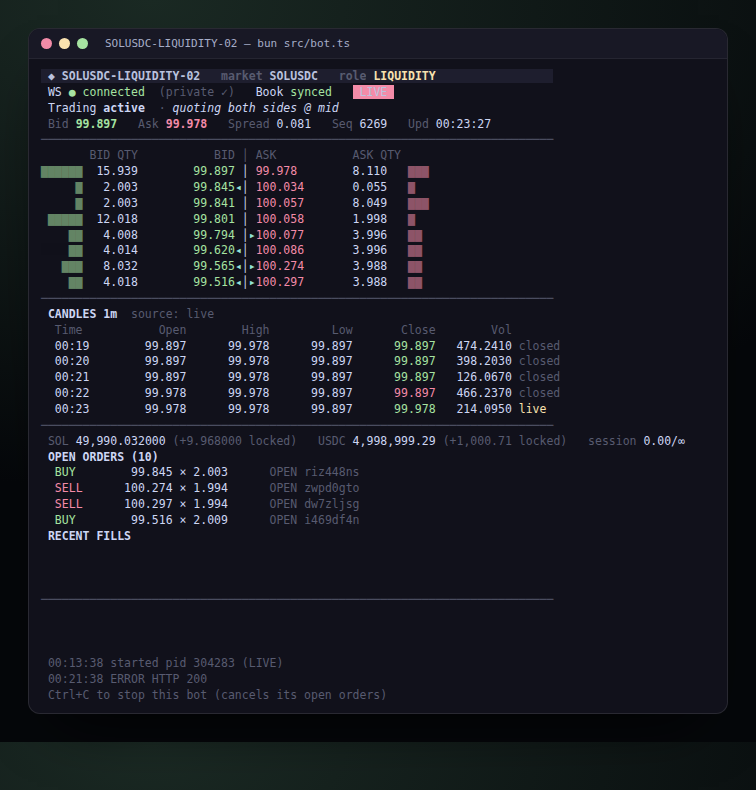 SOLUSDC-LIQUIDITY-02 — bun src/bot.ts
◆ SOLUSDC-LIQUIDITY-02 market SOLUSDC role LIQUIDITY
WS ● connected (private ✓) Book synced LIVE
Trading active · quoting both sides @ mid
Bid 99.897 Ask 99.978 Spread 0.081 Seq 6269 Upd 00:23:27
BID QTY BID │ ASK ASK QTY
15.939 99.897 │ 99.978 8.110
2.003 99.845◂│ 100.034 0.055
2.003 99.841 │ 100.057 8.049
12.018 99.801 │ 100.058 1.998
4.008 99.794 │▸100.077 3.996
4.014 99.620◂│ 100.086 3.996
8.032 99.565◂│▸100.274 3.988
4.018 99.516◂│▸100.297 3.988
CANDLES 1m source: live
Time Open High Low Close Vol
00:19 99.897 99.978 99.897 99.897 474.2410 closed
00:20 99.897 99.978 99.897 99.897 398.2030 closed
00:21 99.897 99.978 99.897 99.897 126.0670 closed
00:22 99.978 99.978 99.897 99.897 466.2370 closed
00:23 99.978 99.978 99.897 99.978 214.0950 live
SOL 49,990.032000 (+9.968000 locked) USDC 4,998,999.29 (+1,000.71 locked) session 0.00/∞
OPEN ORDERS (10)
BUY 99.845 × 2.003 OPEN riz448ns
SELL 100.274 × 1.994 OPEN zwpd0gto
SELL 100.297 × 1.994 OPEN dw7zljsg
BUY 99.516 × 2.009 OPEN i469df4n
RECENT FILLS
00:13:38 started pid 304283 (LIVE)
00:21:38 ERROR HTTP 200
Ctrl+C to stop this bot (cancels its open orders)